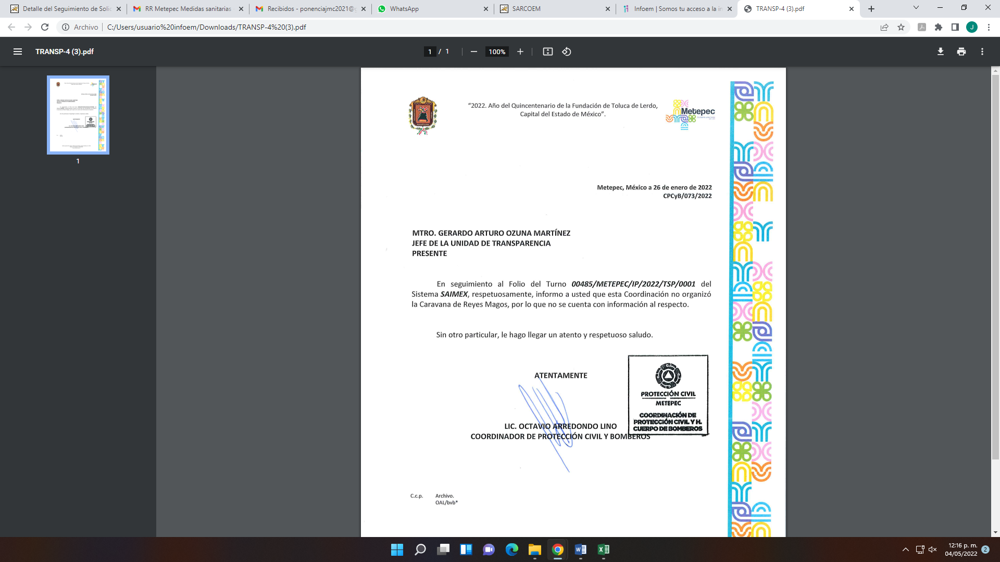 Detalle del Seguimiento de Solic
RR Metepec Medidas sanitarias
Recibidos - ponenciajmc2021@g
WhatsApp
SARCOEM
Infoem | Somos tu acceso a la in
TRANSP-4 (3).pdf
Archivo
C:/Users/usuario%20infoem/Downloads/TRANSP-4%20(3).pdf
J
TRANSP-4 (3).pdf
1 / 1
100%
1
“2022. Año del Quincentenario de la Fundación de Toluca de Lerdo,
Capital del Estado de México”.
Metepec
Metepec, México a 26 de enero de 2022
CPCyB/073/2022
MTRO. GERARDO ARTURO OZUNA MARTÍNEZ
JEFE DE LA UNIDAD DE TRANSPARENCIA
PRESENTE
En seguimiento al Folio del Turno 00485/METEPEC/IP/2022/TSP/0001 del
Sistema SAIMEX, respetuosamente, informo a usted que esta Coordinación no organizó
la Caravana de Reyes Magos, por lo que no se cuenta con información al respecto.
Sin otro particular, le hago llegar un atento y respetuoso saludo.
ATENTAMENTE
PROTECCIÓN CIVIL
METEPEC
COORDINACIÓN DE
PROTECCIÓN CIVIL Y H.
CUERPO DE BOMBEROS
LIC. OCTAVIO ARREDONDO LINO
COORDINADOR DE PROTECCIÓN CIVIL Y BOMBEROS
C.c.p. Archivo.
OAL/bvb*
12:16 p. m.
04/05/2022
2